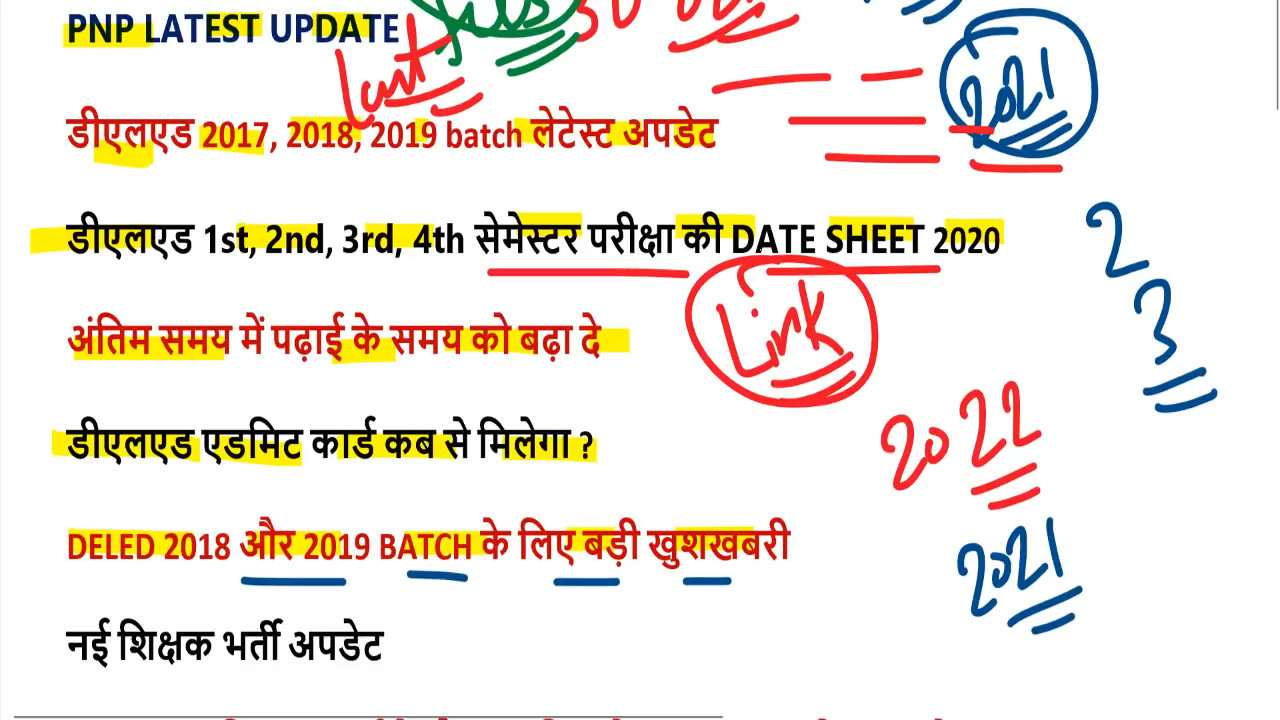 PNP LATEST UPDATE
Last
2021
डीएलएड 2017, 2018, 2019 batch लेटेस्ट अपडेट
डीएलएड 1st, 2nd, 3rd, 4th सेमेस्टर परीक्षा की DATE SHEET 2020
2
3
Link
अंतिम समय में पढ़ाई के समय को बढ़ा दे
2022
डीएलएड एडमिट कार्ड कब से मिलेगा ?
DELED 2018 और 2019 BATCH के लिए बड़ी खुशखबरी
2021
नई शिक्षक भर्ती अपडेट